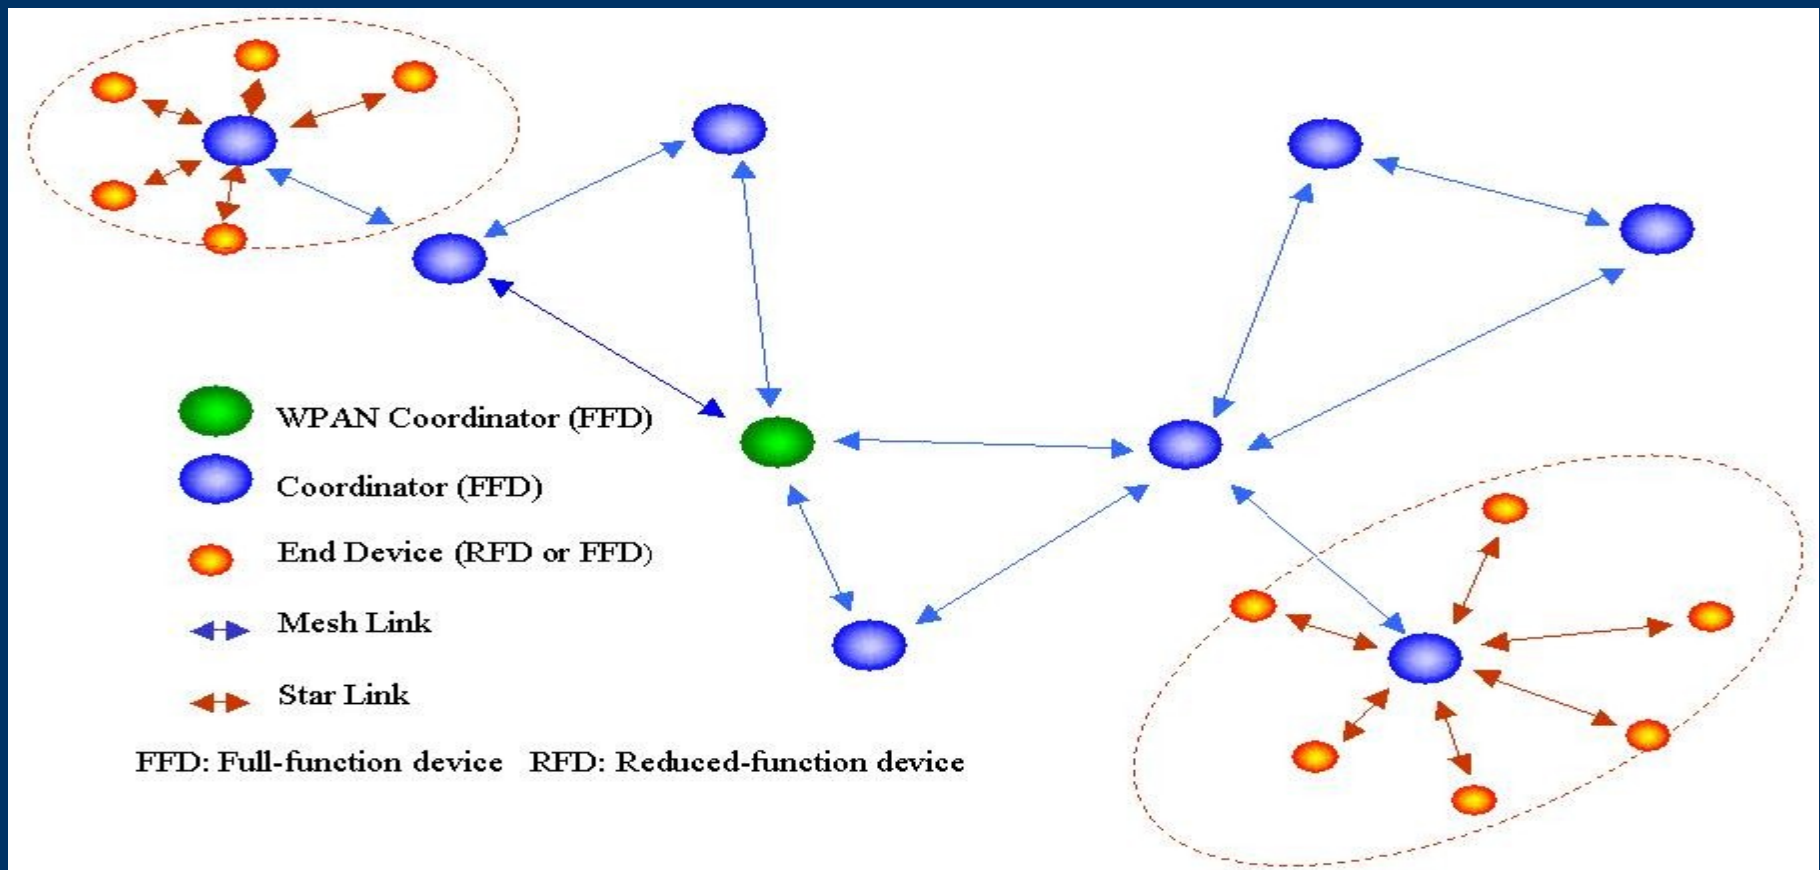 WPAN Coordinator (FFD)
Coordinator (FFD)
End Device (RFD or FFD)
Mesh Link
Star Link
FFD: Full-function device RFD: Reduced-function device